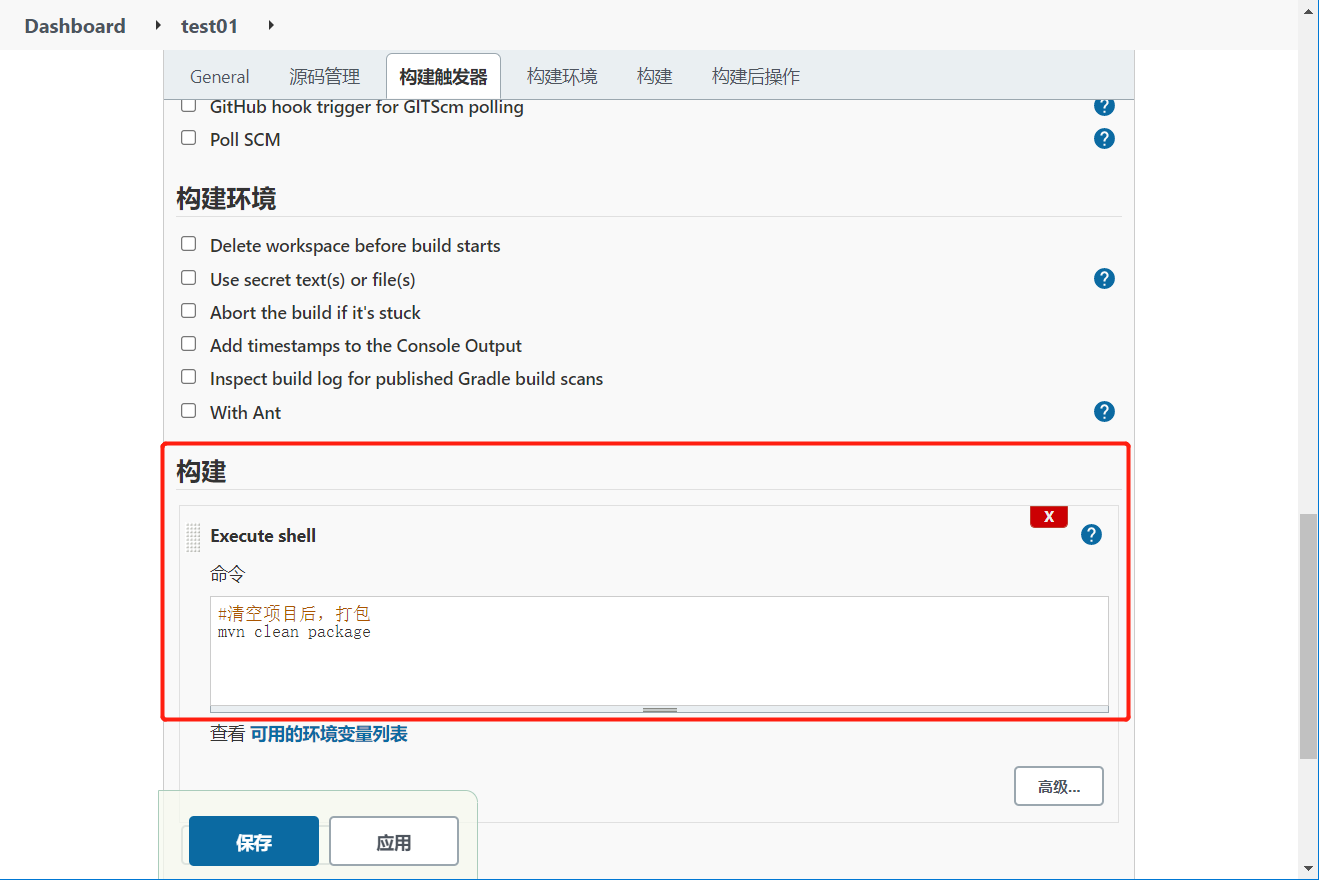 Dashboard test01
General 源码管理 构建触发器 构建环境 构建 构建后操作
GitHub hook trigger for GITScm polling
Poll SCM
构建环境
Delete workspace before build starts
Use secret text(s) or file(s)
Abort the build if it's stuck
Add timestamps to the Console Output
Inspect build log for published Gradle build scans
With Ant
构建
X
Execute shell
命令
#清空项目后，打包
mvn clean package
查看 可用的环境变量列表
高级...
保存 应用